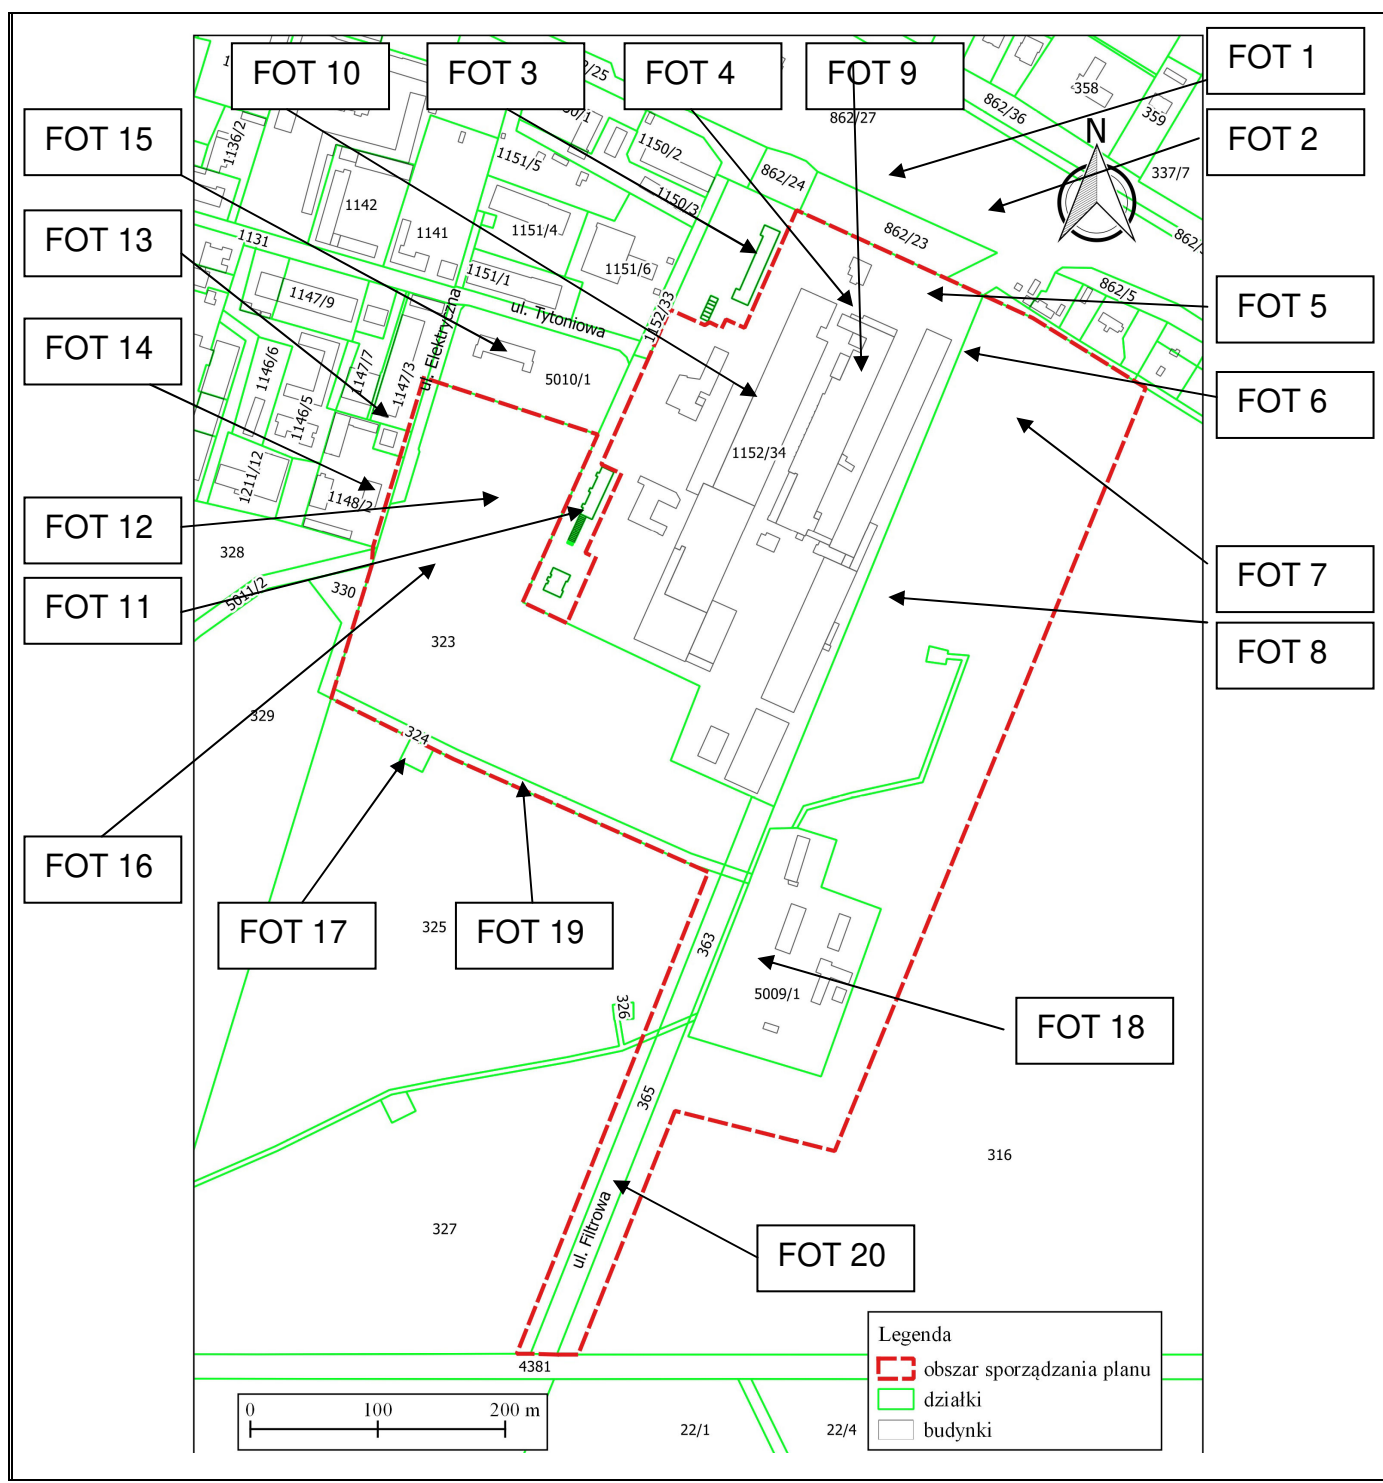 FOT 10
FOT 3
FOT 4
FOT 9
FOT 1
FOT 2
FOT 15
FOT 13
FOT 14
FOT 12
FOT 11
FOT 16
FOT 5
FOT 6
FOT 7
FOT 8
FOT 17
FOT 19
FOT 18
FOT 20
N
862/27
862/36
358
359
337/7
862/24
862/23
862/5
1136/2
1142
1141
1131
1151/5
1150/2
1150/3
1151/4
1151/6
1151/1
1152/33
ul. Tytoniowa
ul. Elektryczna
1147/9
1147/7
1147/3
1146/6
1146/5
1211/12
1148/2
5010/1
1152/34
328
5011/2
330
323
329
324
325
326
363
5009/1
365
316
327
ul. Filtrowa
4381
22/1
22/4
0 100 200 m
Legenda
obszar sporządzania planu
działki
budynki